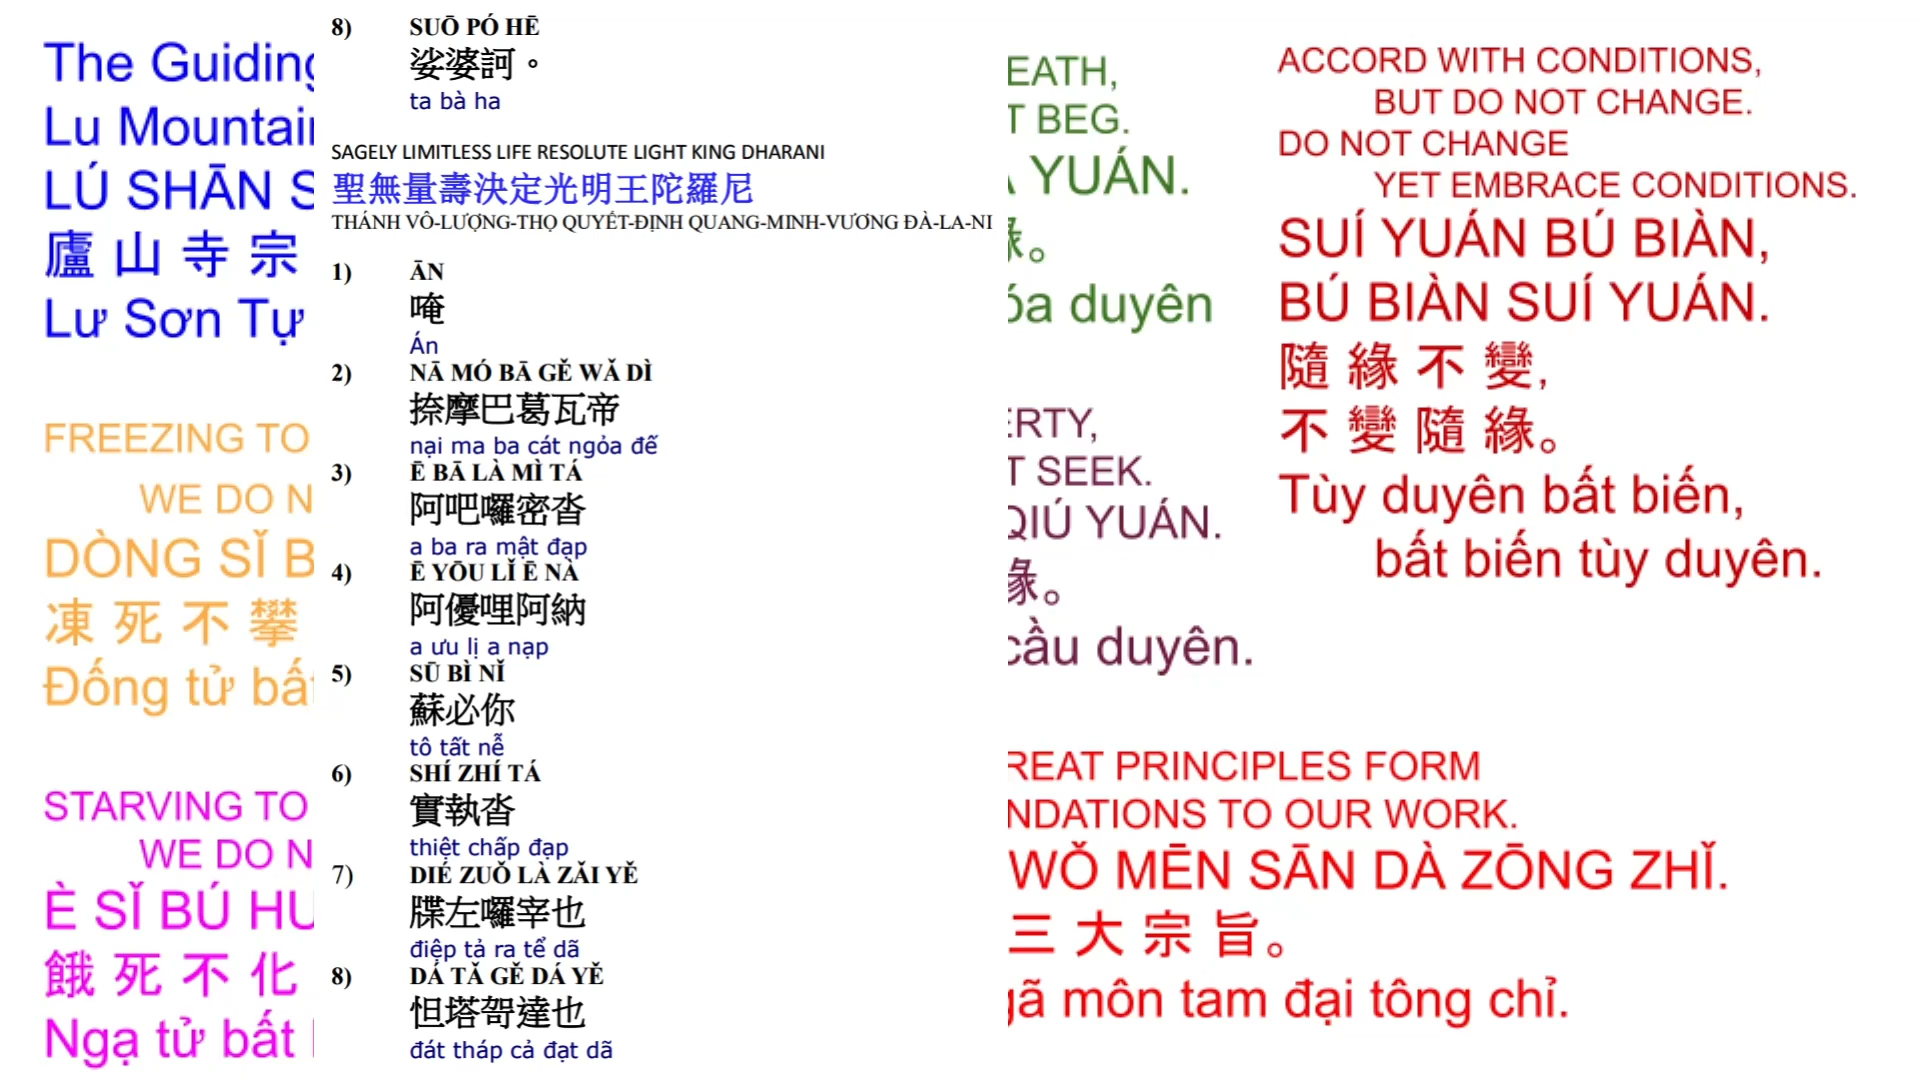 The Guiding
Lu Mountain
LÚ SHĀN S
廬 山 寺 宗
Lư Sơn Tự
FREEZING TO
WE DO N
DÒNG SǏ B
凍 死 不 攀
Đống tử bất
STARVING TO
WE DO N
È SǏ BÚ HU
餓 死 不 化
Ngạ tử bất
8) SUŌ PÓ HĒ
娑婆訶。
ta bà ha
SAGELY LIMITLESS LIFE RESOLUTE LIGHT KING DHARANI
聖無量壽決定光明王陀羅尼
THÁNH VÔ-LƯỢNG-THỌ QUYẾT-ĐỊNH QUANG-MINH-VƯƠNG ĐÀ-LA-NI
1) ĀN
唵
Án
2) NĀ MÓ BĀ GĚ WǍ DÌ
捺摩巴葛瓦帝
nại ma ba cát ngỏa đế
3) Ē BĀ LÀ MÌ TÁ
阿吧囉密沓
a ba ra mật đạp
4) Ē YŌU LǏ Ē NÀ
阿優哩阿納
a ưu lị a nạp
5) SŪ BÌ NǏ
蘇必你
tô tất nễ
6) SHÍ ZHÍ TÁ
實執沓
thiệt chấp đạp
7) DIÉ ZUǑ LÀ ZǍI YĚ
牒左囉宰也
điệp tả ra tể dã
8) DÁ TǍ GĚ DÁ YĚ
怛塔哿達也
đát tháp cả đạt dã
EATH,
T BEG.
YUÁN.
緣。
óa duyên
ERTY,
T SEEK.
QIÚ YUÁN.
緣。
cầu duyên.
ACCORD WITH CONDITIONS,
BUT DO NOT CHANGE.
DO NOT CHANGE
YET EMBRACE CONDITIONS.
SUÍ YUÁN BÚ BIÀN,
BÚ BIÀN SUÍ YUÁN.
隨 緣 不 變,
不 變 隨 緣。
Tùy duyên bất biến,
bất biến tùy duyên.
REAT PRINCIPLES FORM
NDATIONS TO OUR WORK.
WǑ MĒN SĀN DÀ ZŌNG ZHǏ.
三 大 宗 旨。
gã môn tam đại tông chỉ.